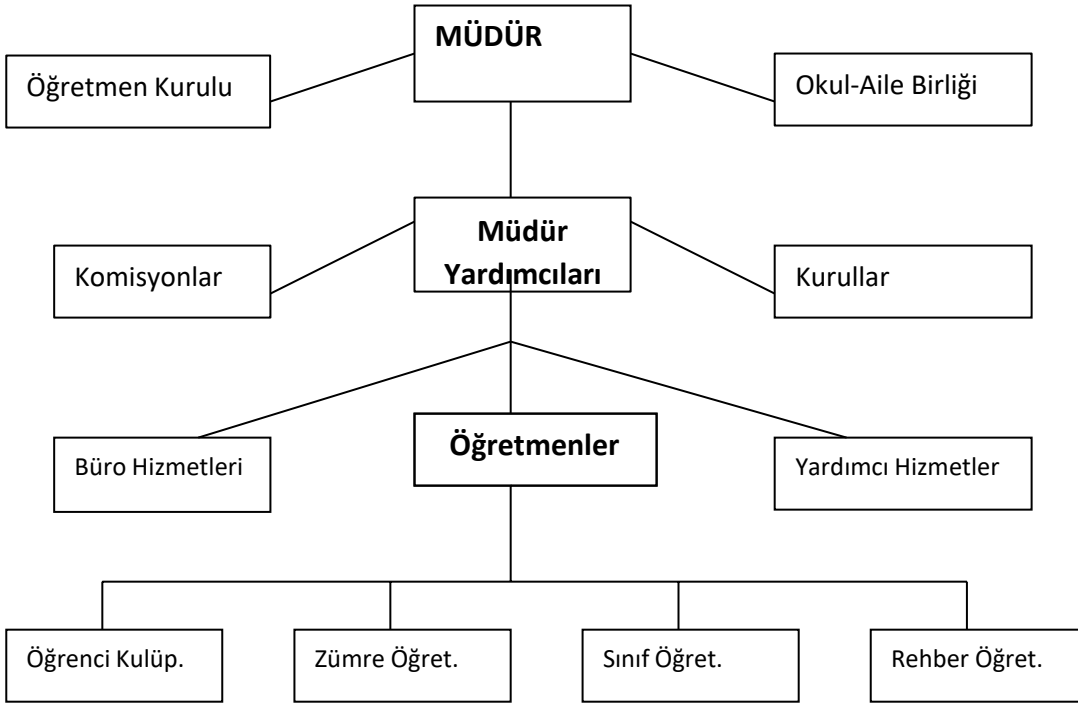 MÜDÜR
Öğretmen Kurulu
Okul-Aile Birliği
Müdür
Yardımcıları
Komisyonlar
Kurullar
Öğretmenler
Büro Hizmetleri
Yardımcı Hizmetler
Öğrenci Kulüp.
Zümre Öğret.
Sınıf Öğret.
Rehber Öğret.